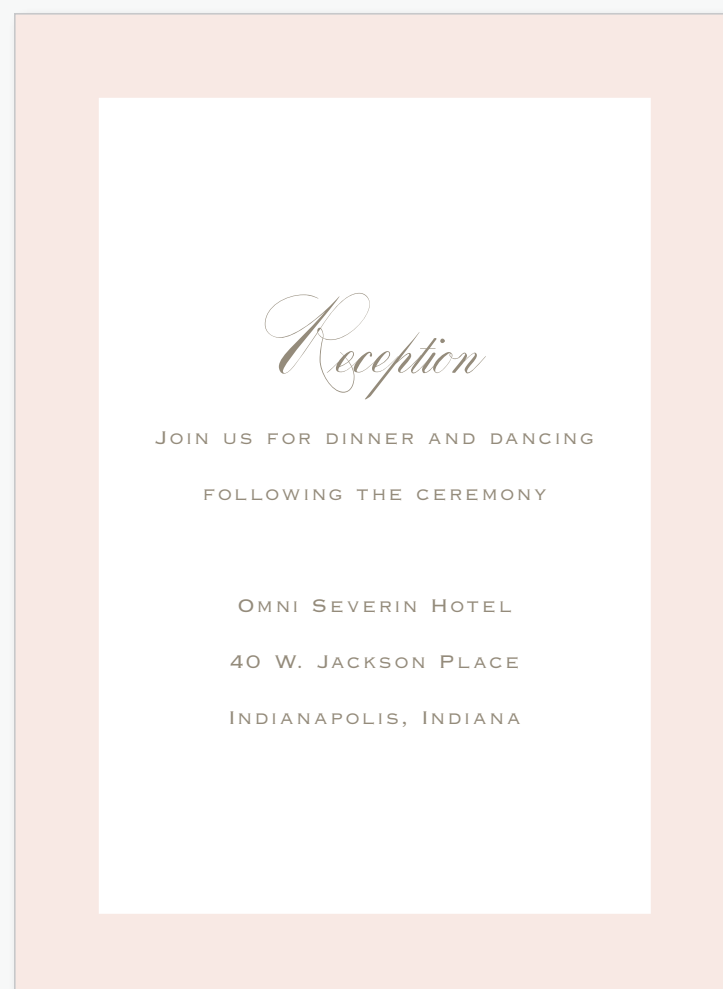 Reception
Join us for dinner and dancing
following the ceremony
Omni Severin Hotel
40 W. Jackson Place
Indianapolis, Indiana